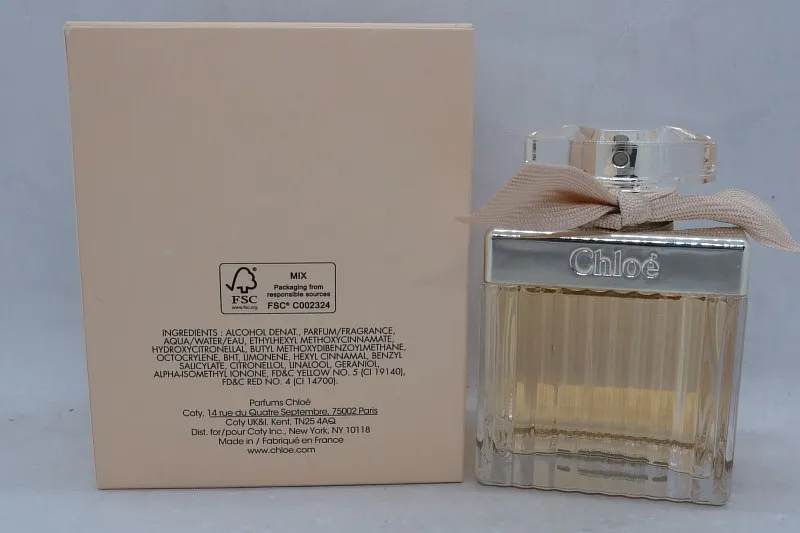 MIX
Packaging from
responsible sources
FSC® C002324
FSC
www.fsc.org
INGREDIENTS : ALCOHOL DENAT., PARFUM/FRAGRANCE,
AQUA/WATER/EAU, ETHYLHEXYL METHOXYCINNAMATE,
HYDROXYCITRONELLAL, BUTYL METHOXYDIBENZOYLMETHANE,
OCTOCRYLENE, BHT, LIMONENE, HEXYL CINNAMAL, BENZYL
SALICYLATE, CITRONELLOL, LINALOOL, GERANIOL,
ALPHA-ISOMETHYL IONONE, FD&C YELLOW NO. 5 (CI 19140),
FD&C RED NO. 4 (CI 14700).
Parfums Chloé
Coty, 14 rue du Quatre Septembre, 75002 Paris
Coty UK&I, Kent, TN25 4AQ
Dist. for/pour Coty Inc., New York, NY 10118
Made in / Fabriqué en France
www.chloe.com
Chloé